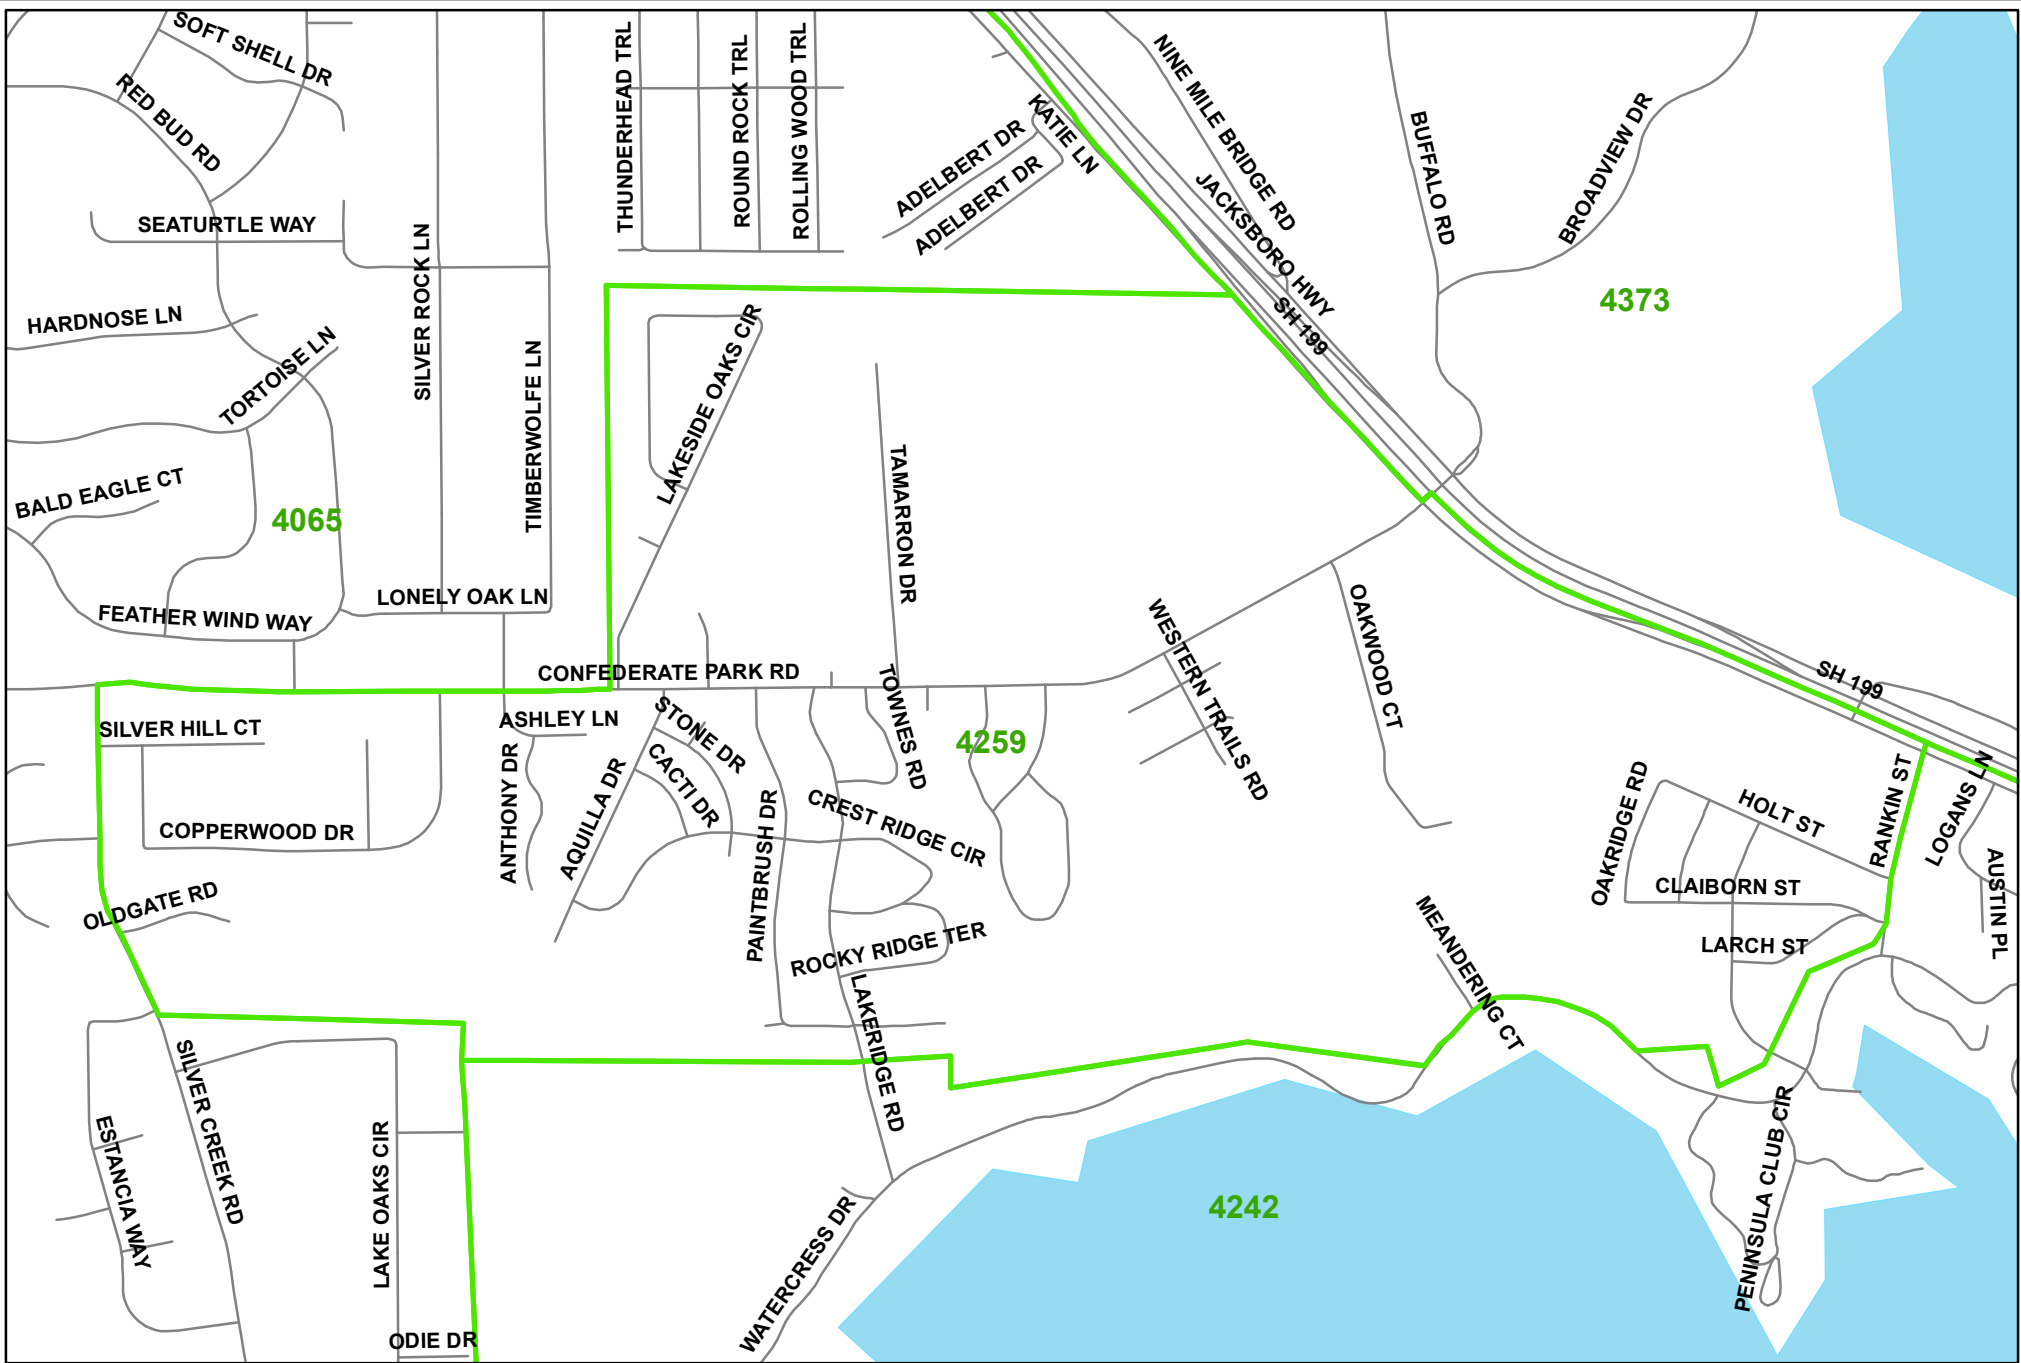 SOFT SHELL DR
RED BUD RD
SEATURTLE WAY
HARDNOSE LN
TORTOISE LN
BALD EAGLE CT
4065
FEATHER WIND WAY
LONELY OAK LN
SILVER ROCK LN
TIMBERWOLFE LN
THUNDERHEAD TRL
ROUND ROCK TRL
ROLLING WOOD TRL
ADELBERT DR
ADELBERT DR
KATIE LN
NINE MILE BRIDGE RD
JACKSBORO HWY
SH 199
BUFFALO RD
BROADVIEW DR
4373
LAKESIDE OAKS CIR
TAMARRON DR
CONFEDERATE PARK RD
WESTERN TRAILS RD
OAKWOOD CT
SH 199
SILVER HILL CT
COPPERWOOD DR
OLDGATE RD
ASHLEY LN
ANTHONY DR
STONE DR
CACTI DR
AQUILLA DR
PAINTBRUSH DR
TOWNES RD
4259
CREST RIDGE CIR
ROCKY RIDGE TER
LAKERIDGE RD
MEANDERING CT
OAKRIDGE RD
HOLT ST
CLAIBORN ST
LARCH ST
RANKIN ST
LOGANS LN
AUSTIN PL
SILVER CREEK RD
ESTANCIA WAY
LAKE OAKS CIR
ODIE DR
WATERCRESS DR
4242
PENINSULA CLUB CIR